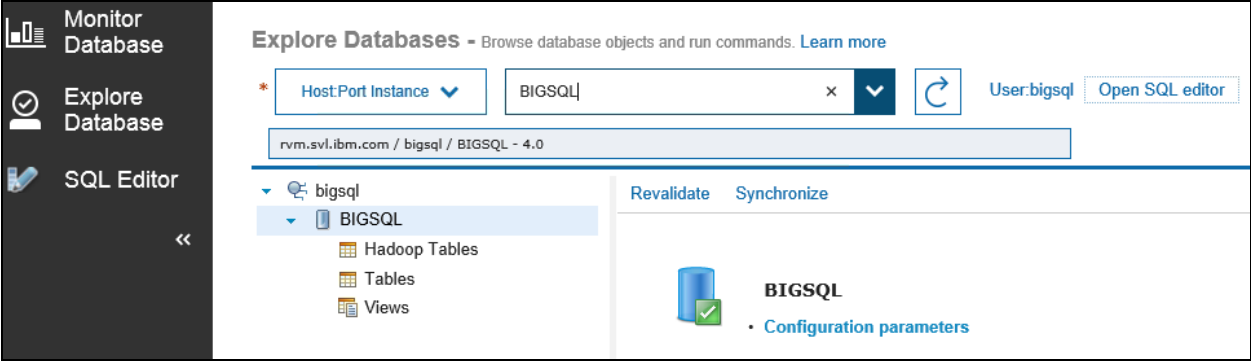 Monitor
Database
Explore
Database
SQL Editor
Explore Databases - Browse database objects and run commands. Learn more
* Host:Port Instance BIGSQL × User:bigsql Open SQL editor
rvm.svl.ibm.com / bigsql / BIGSQL - 4.0
bigsql
BIGSQL
Hadoop Tables
Tables
Views
Revalidate Synchronize
BIGSQL
• Configuration parameters